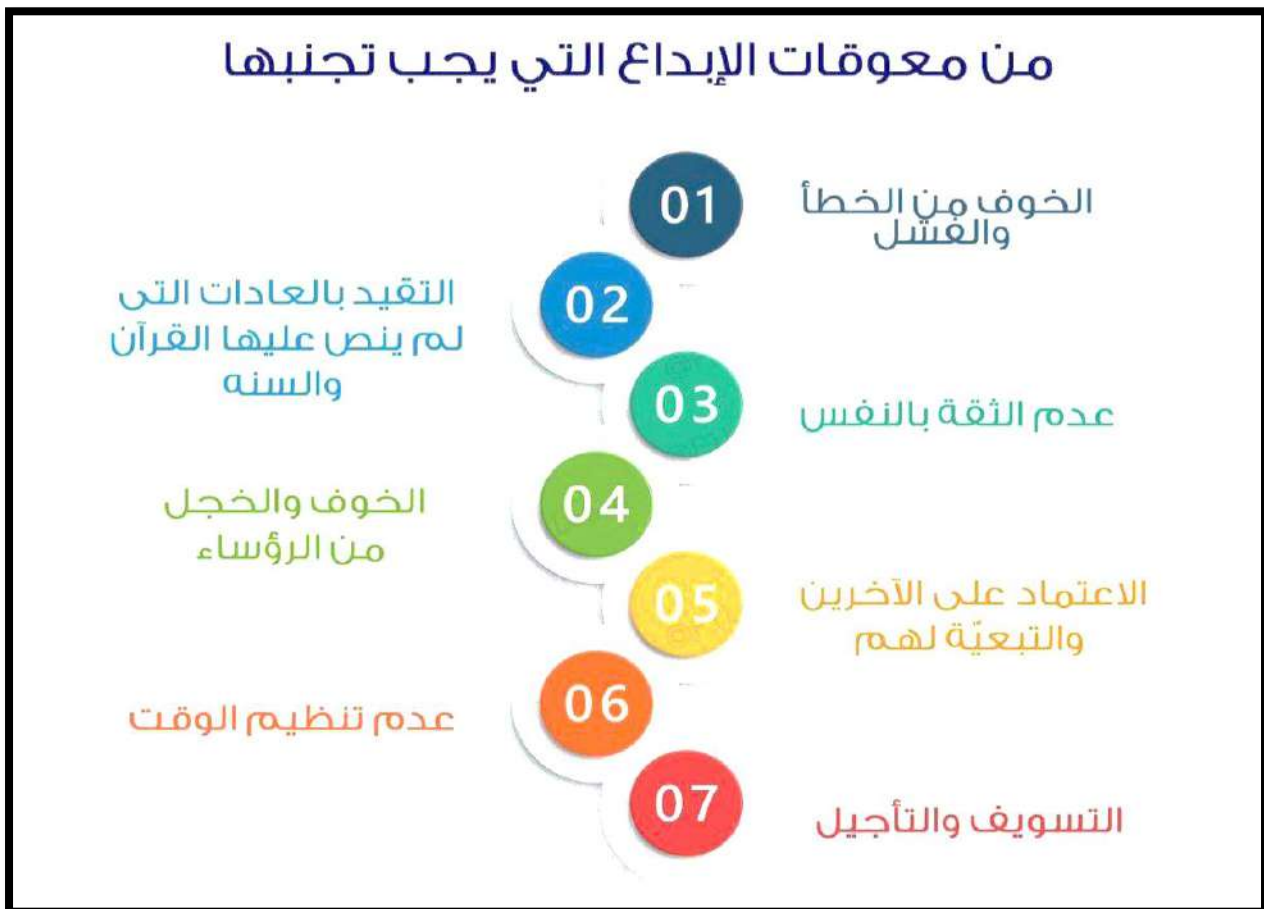 من معوقات الإبداع التي يجب تجنبها
01
الخوف من الخطأ
والفشل
02
التقيد بالعادات التى
لم ينص عليها القرآن
والسنه
03
عدم الثقة بالنفس
04
الخوف والخجل
من الرؤساء
05
الاعتماد على الآخرين
والتبعيّة لهم
06
عدم تنظيم الوقت
07
التسويف والتأجيل